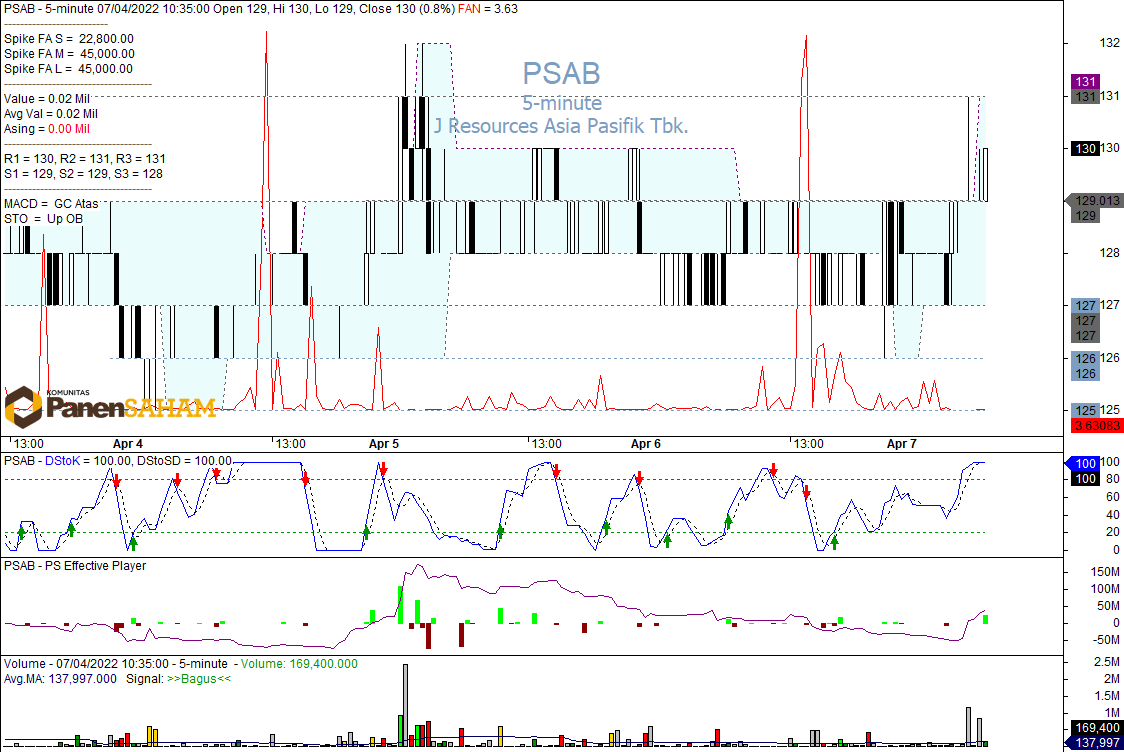 PSAB - 5-minute 07/04/2022 10:35:00 Open 129, Hi 130, Lo 129, Close 130 (0.8%) FAN = 3.63
Spike FA S = 22,800.00
Spike FA M = 45,000.00
Spike FA L = 45,000.00
Value = 0.02 Mil
Avg Val = 0.02 Mil
Asing = 0.00 Mil
R1 = 130, R2 = 131, R3 = 131
S1 = 129, S2 = 129, S3 = 128
MACD = GC Atas
STO = Up OB
PSAB
5-minute
J Resources Asia Pasifik Tbk.
132
131
131 131
130 130
129.013
129
128
127 127
127
127
126 126
126
125 125
3.63083
KOMUNITAS
PanenSAHAM
13:00 Apr 4 13:00 Apr 5 13:00 Apr 6 13:00 Apr 7
PSAB - DStoK = 100.00, DStoSD = 100.00
100 100
100 80
60
40
20
0
PSAB - PS Effective Player
150M
100M
50M
0
-50M
Volume - 07/04/2022 10:35:00 - 5-minute - Volume: 169,400.000
Avg.MA: 137,997.000 Signal: >>Bagus<<
2.5M
2M
1.5M
1M
169,400
137,997